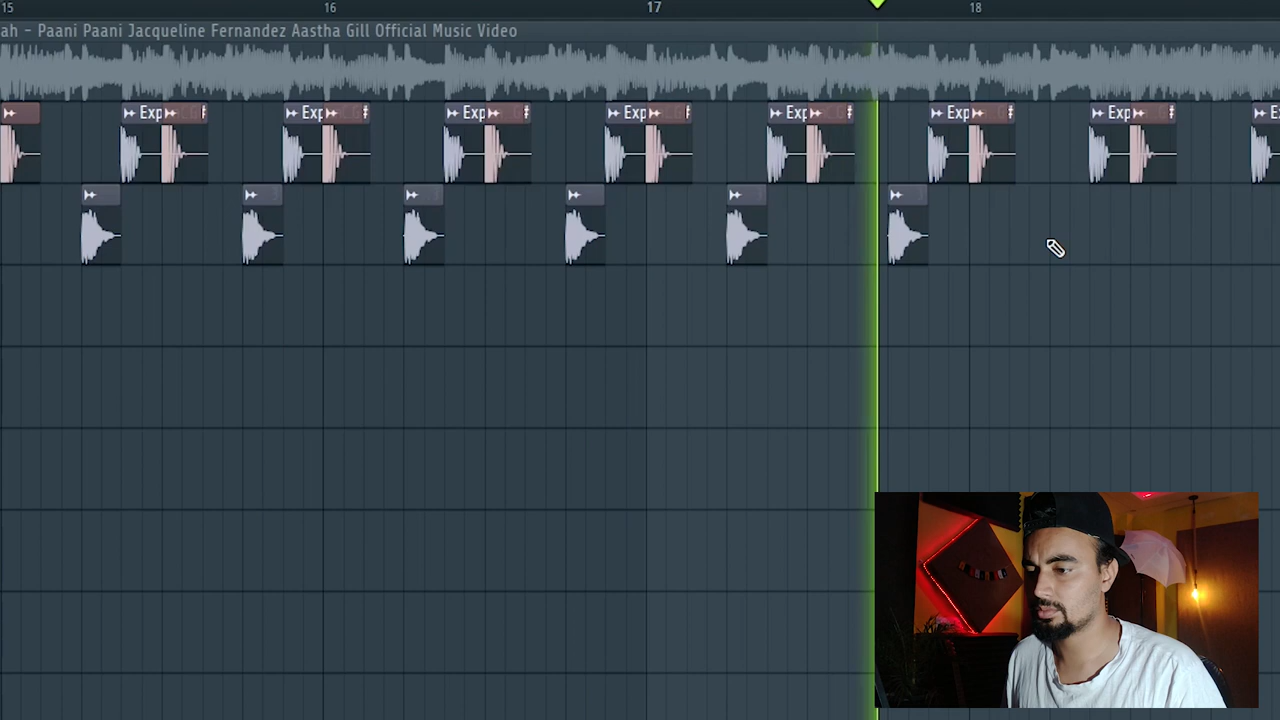 15 16 17 18
ah - Paani Paani Jacqueline Fernandez Aastha Gill Official Music Video
Exp Exp Exp Exp Exp Exp Exp